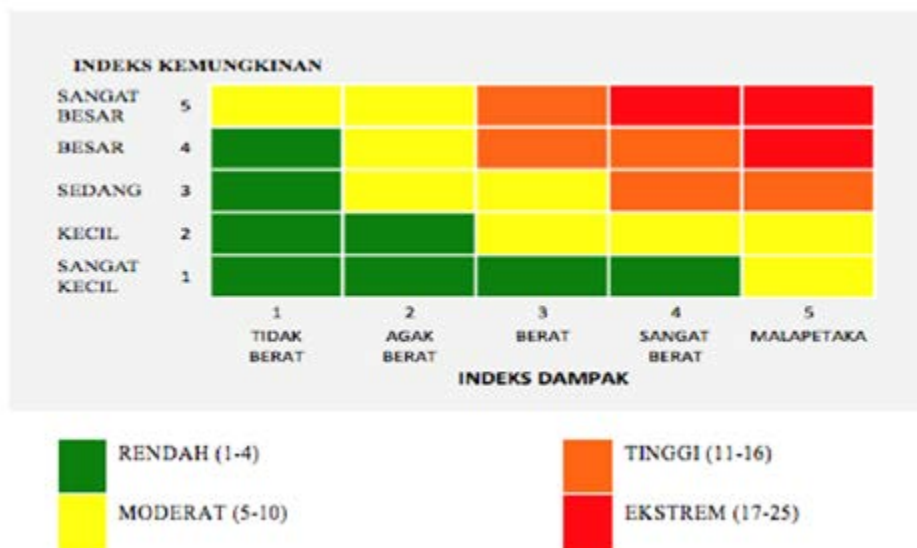 INDEKS KEMUNGKINAN
SANGAT
BESAR 5
BESAR 4
SEDANG 3
KECIL 2
SANGAT
KECIL 1
1 2 3 4 5
TIDAK AGAK BERAT SANGAT MALAPETAKA
BERAT BERAT BERAT
INDEKS DAMPAK
RENDAH (1-4) TINGGI (11-16)
MODERAT (5-10) EKSTREM (17-25)